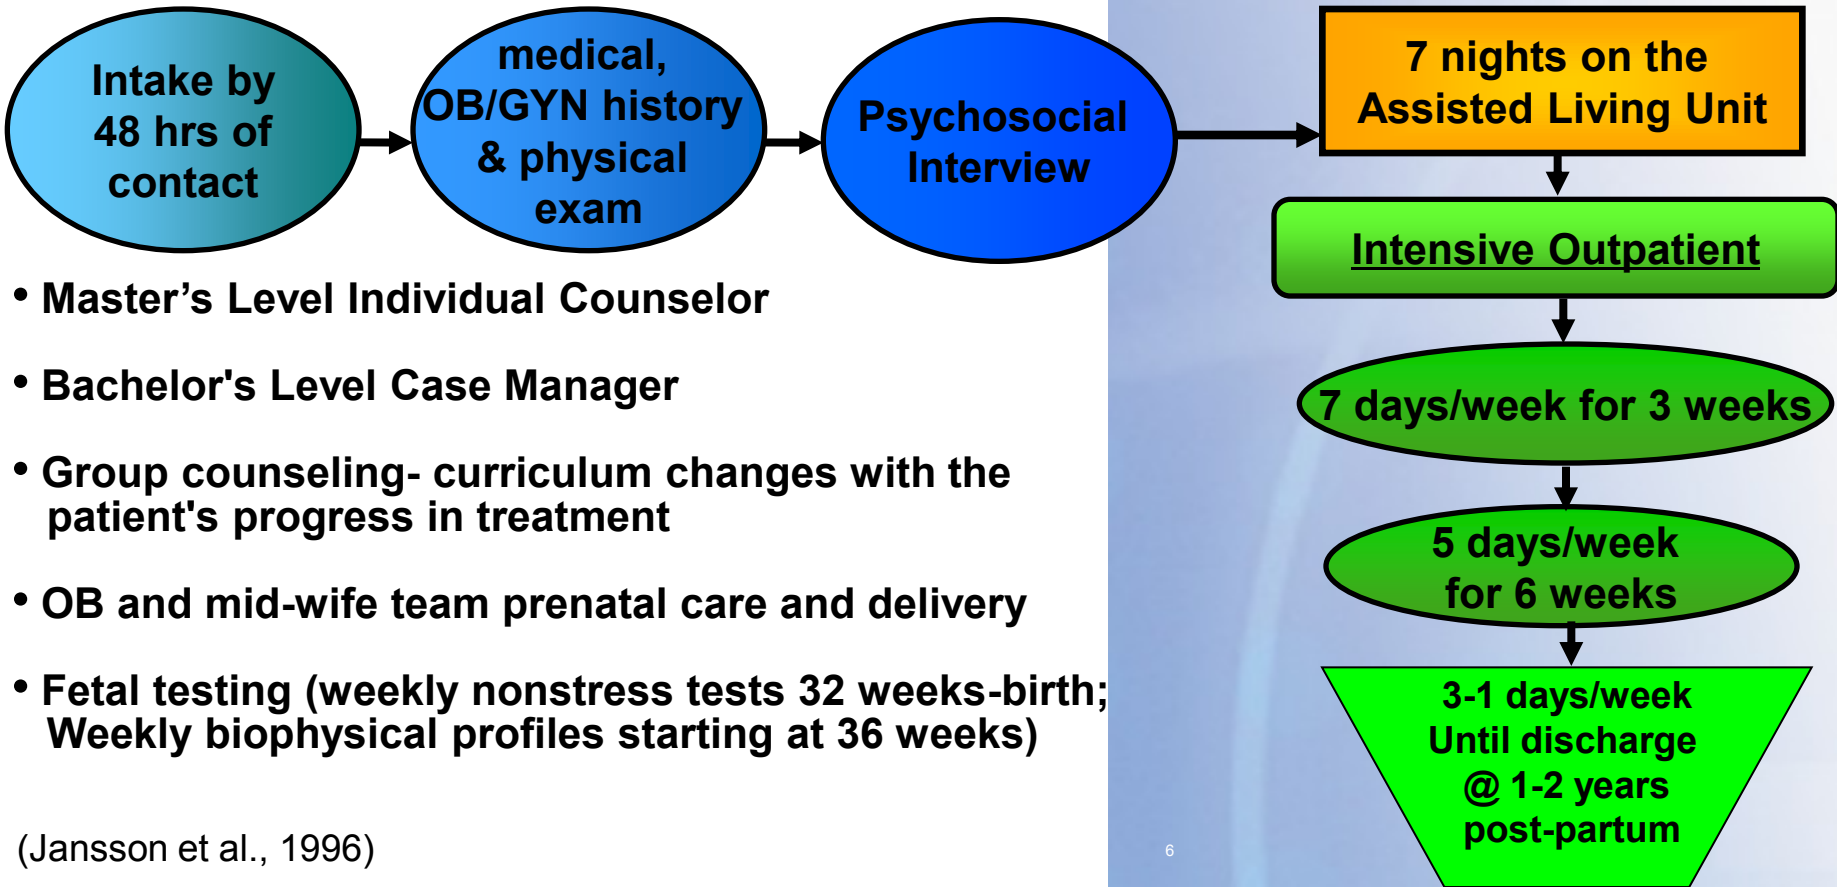 Intake by
48 hrs of
contact
medical,
OB/GYN history
& physical
exam
Psychosocial
Interview
7 nights on the
Assisted Living Unit
Intensive Outpatient
7 days/week for 3 weeks
5 days/week
for 6 weeks
3-1 days/week
Until discharge
@ 1-2 years
post-partum
• Master’s Level Individual Counselor
• Bachelor's Level Case Manager
• Group counseling- curriculum changes with the
patient's progress in treatment
• OB and mid-wife team prenatal care and delivery
• Fetal testing (weekly nonstress tests 32 weeks-birth;
Weekly biophysical profiles starting at 36 weeks)
(Jansson et al., 1996)
6